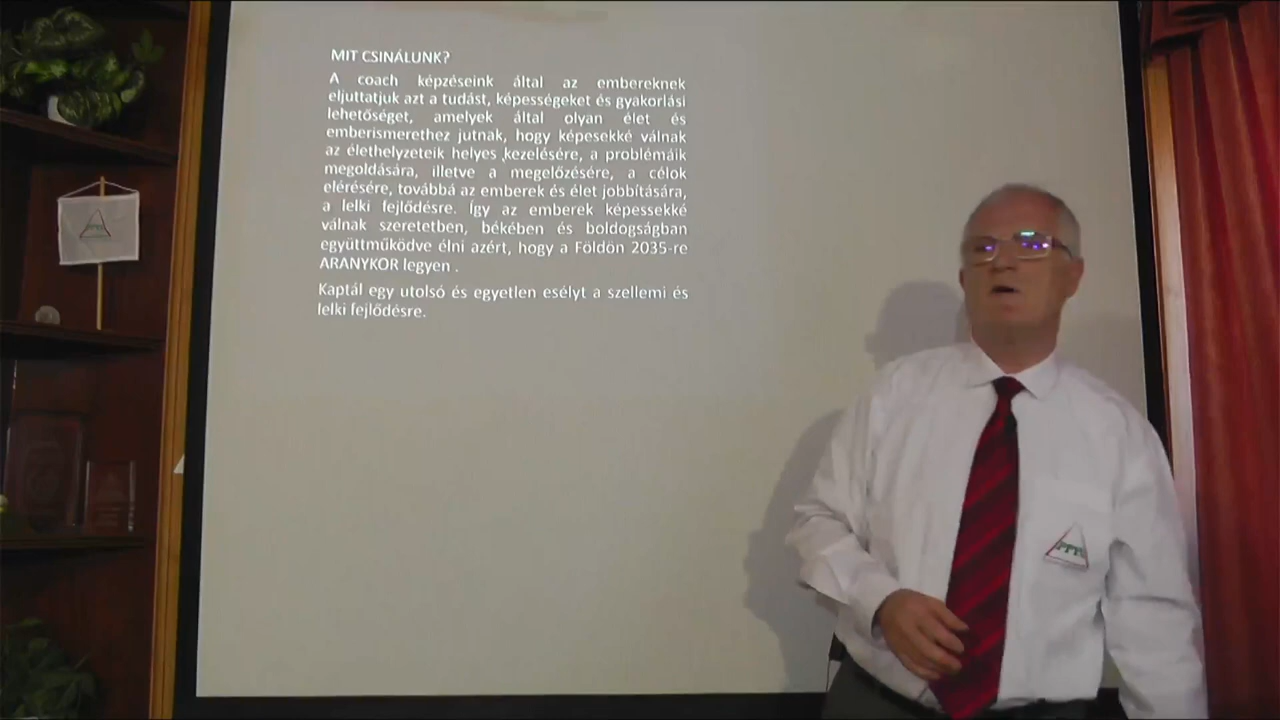 MIT CSINÁLUNK?
A coach képzéseink által az embereknek
eljuttatjuk azt a tudást, képességeket és gyakorlási
lehetőséget, amelyek által olyan élet és
emberismerethez jutnak, hogy képesekké válnak
az élethelyzeteik helyes kezelésére, a problémáik
megoldására, illetve a megelőzésére, a célok
elérésére, továbbá az emberek és élet jobbítására,
a lelki fejlődésre. Így az emberek képessekké
válnak szeretetben, békében és boldogságban
együttműködve élni azért, hogy a Földön 2035-re
ARANYKOR legyen .
Kaptál egy utolsó és egyetlen esélyt a szellemi és
lelki fejlődésre.